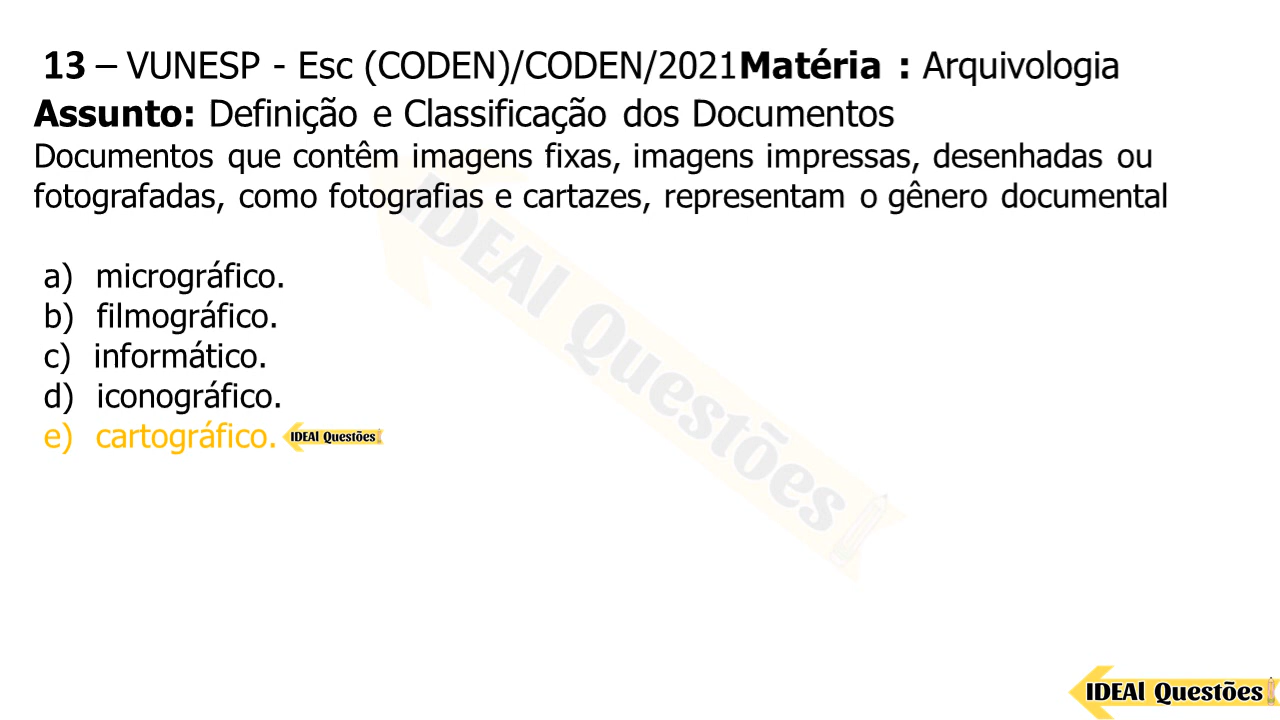 13 – VUNESP - Esc (CODEN)/CODEN/2021Matéria : Arquivologia
Assunto: Definição e Classificação dos Documentos
Documentos que contêm imagens fixas, imagens impressas, desenhadas ou
fotografadas, como fotografias e cartazes, representam o gênero documental
a) micrográfico.
b) filmográfico.
c) informático.
d) iconográfico.
e) cartográfico. IDEAl Questões
IDEAl Questões
IDEAl Questões